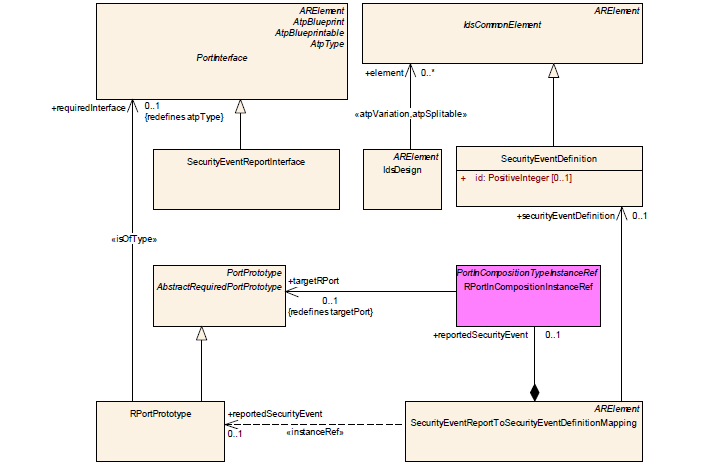 ARElement
AtpBlueprint
AtpBlueprintable
AtpType
PortInterface
ARElement
IdsCommonElement
+element
0..*
+requiredInterface
0..1
{redefines atpType}
«atpVariation,atpSplitable»
SecurityEventReportInterface
ARElement
IdsDesign
SecurityEventDefinition
+ id: PositiveInteger [0..1]
+securityEventDefinition
0..1
«isOfType»
PortPrototype
AbstractRequiredPortPrototype
+targetRPort
0..1
{redefines targetPort}
PortInCompositionTypeInstanceRef
RPortInCompositionInstanceRef
+reportedSecurityEvent
0..1
RPortPrototype
+reportedSecurityEvent
0..1
«instanceRef»
ARElement
SecurityEventReportToSecurityEventDefinitionMapping